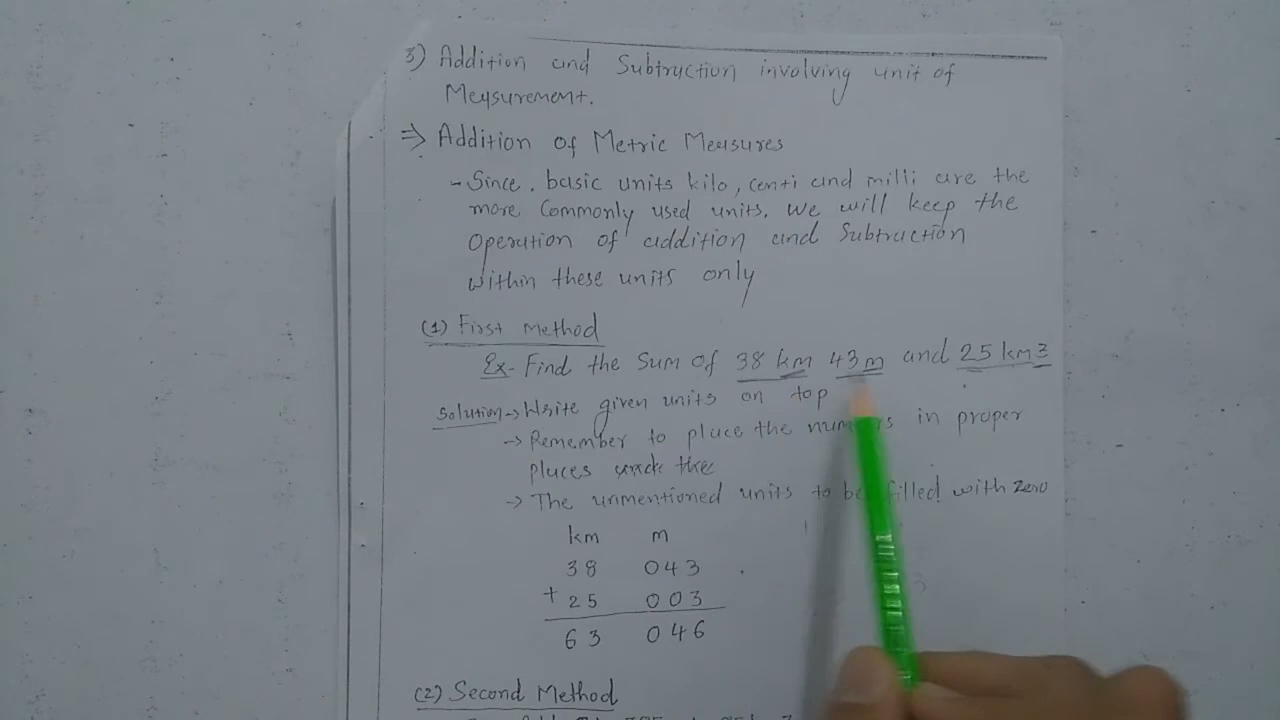 3) Addition and Subtruction involving unit of
Measurement.
⇒ Addition of Metric Measures
- Since, basic units kilo, centi and milli are the
more Commonly used units. We will keep the
Operation of addition and Subtraction
within these units only
(1) First Method
Ex- Find the Sum of 38 km 43 m and 25 km 3
Solution → Write given units on top
→ Remember to place the numbers in proper
places
→ The unmentioned units to be filled with zero
km m
38 043
+ 25 003
63 046
(2) Second Method